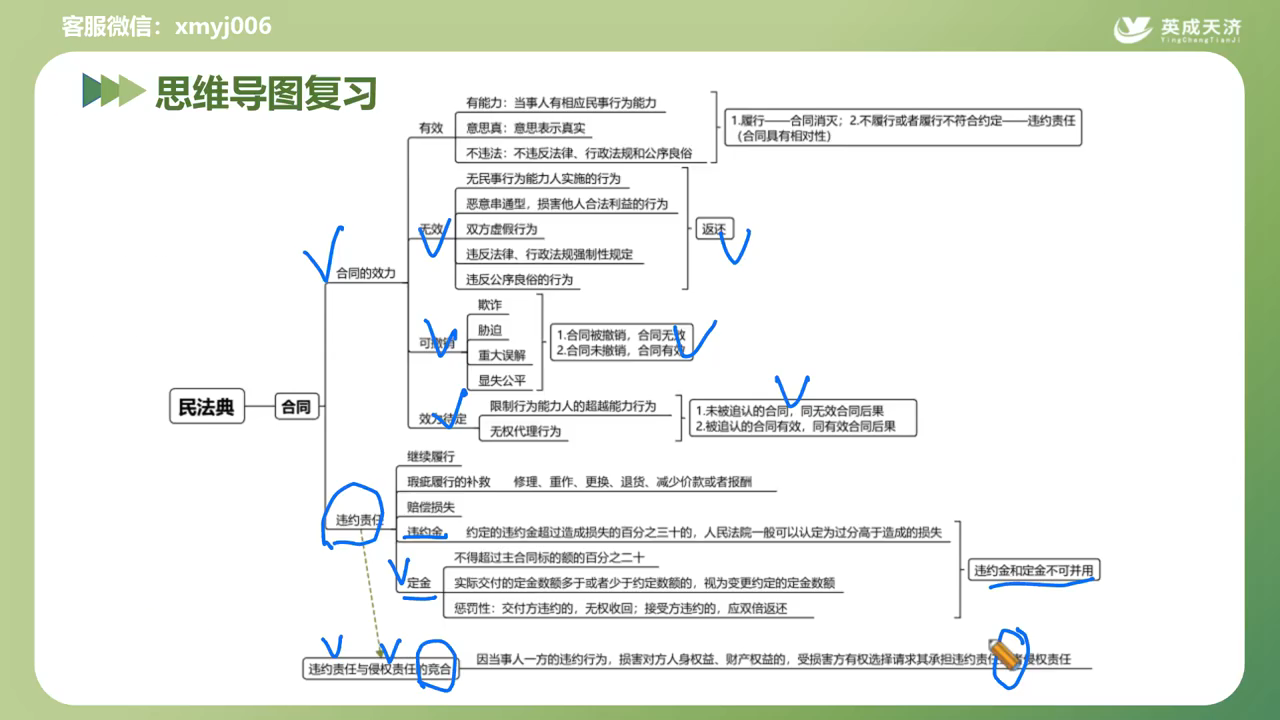 客服微信：xmyj006
英成天济
YingChengTianJi
思维导图复习
民法典
合同
合同的效力
有效
有能力：当事人有相应民事行为能力
意思真：意思表示真实
不违法：不违反法律、行政法规和公序良俗
1.履行——合同消灭；2.不履行或者履行不符合约定——违约责任
（合同具有相对性）
无效
无民事行为能力人实施的行为
恶意串通型，损害他人合法利益的行为
双方虚假行为
违反法律、行政法规强制性规定
违反公序良俗的行为
返还
可撤销
欺诈
胁迫
重大误解
显失公平
1.合同被撤销，合同无效
2.合同未撤销，合同有效
效力待定
限制行为能力人的超越能力行为
无权代理行为
1.未被追认的合同，同无效合同后果
2.被追认的合同有效，同有效合同后果
违约责任
继续履行
瑕疵履行的补救 修理、重作、更换、退货、减少价款或者报酬
赔偿损失
违约金 约定的违约金超过造成损失的百分之三十的，人民法院一般可以认定为过分高于造成的损失
定金
不得超过主合同标的额的百分之二十
实际交付的定金数额多于或者少于约定数额的，视为变更约定的定金数额
惩罚性：交付方违约的，无权收回；接受方违约的，应双倍返还
违约金和定金不可并用
违约责任与侵权责任的竞合
因当事人一方的违约行为，损害对方人身权益、财产权益的，受损害方有权选择请求其承担违约责任 者侵权责任